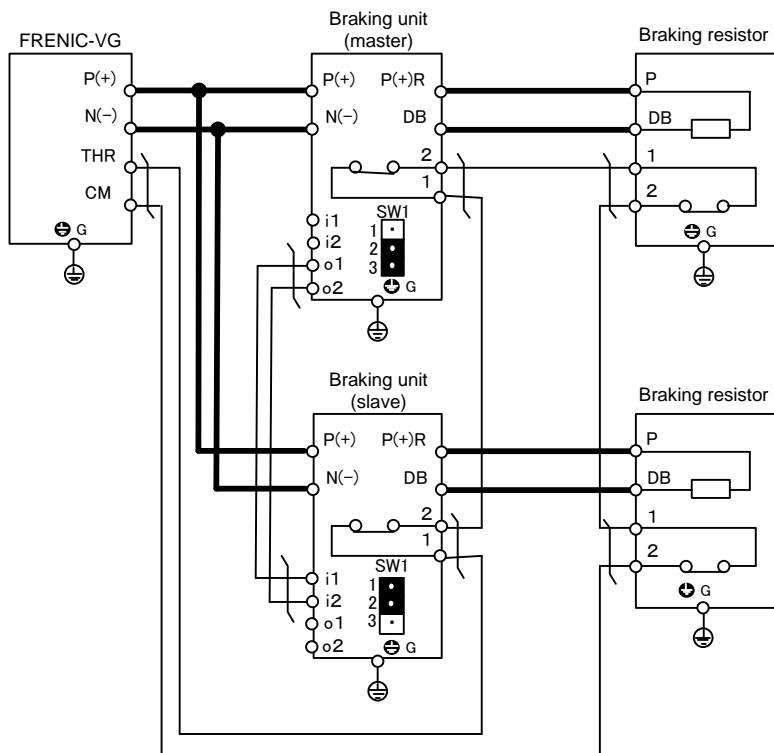 FRENIC-VG
P(+)
N(−)
THR
CM
G
Braking unit
(master)
P(+) P(+)R
N(−) DB
2
1
i1
i2
o1
o2
SW1
1
2
3
G
Braking resistor
P
DB
1
2
G
Braking unit
(slave)
P(+) P(+)R
N(−) DB
2
1
i1
i2
o1
o2
SW1
1
2
3
G
Braking resistor
P
DB
1
2
G